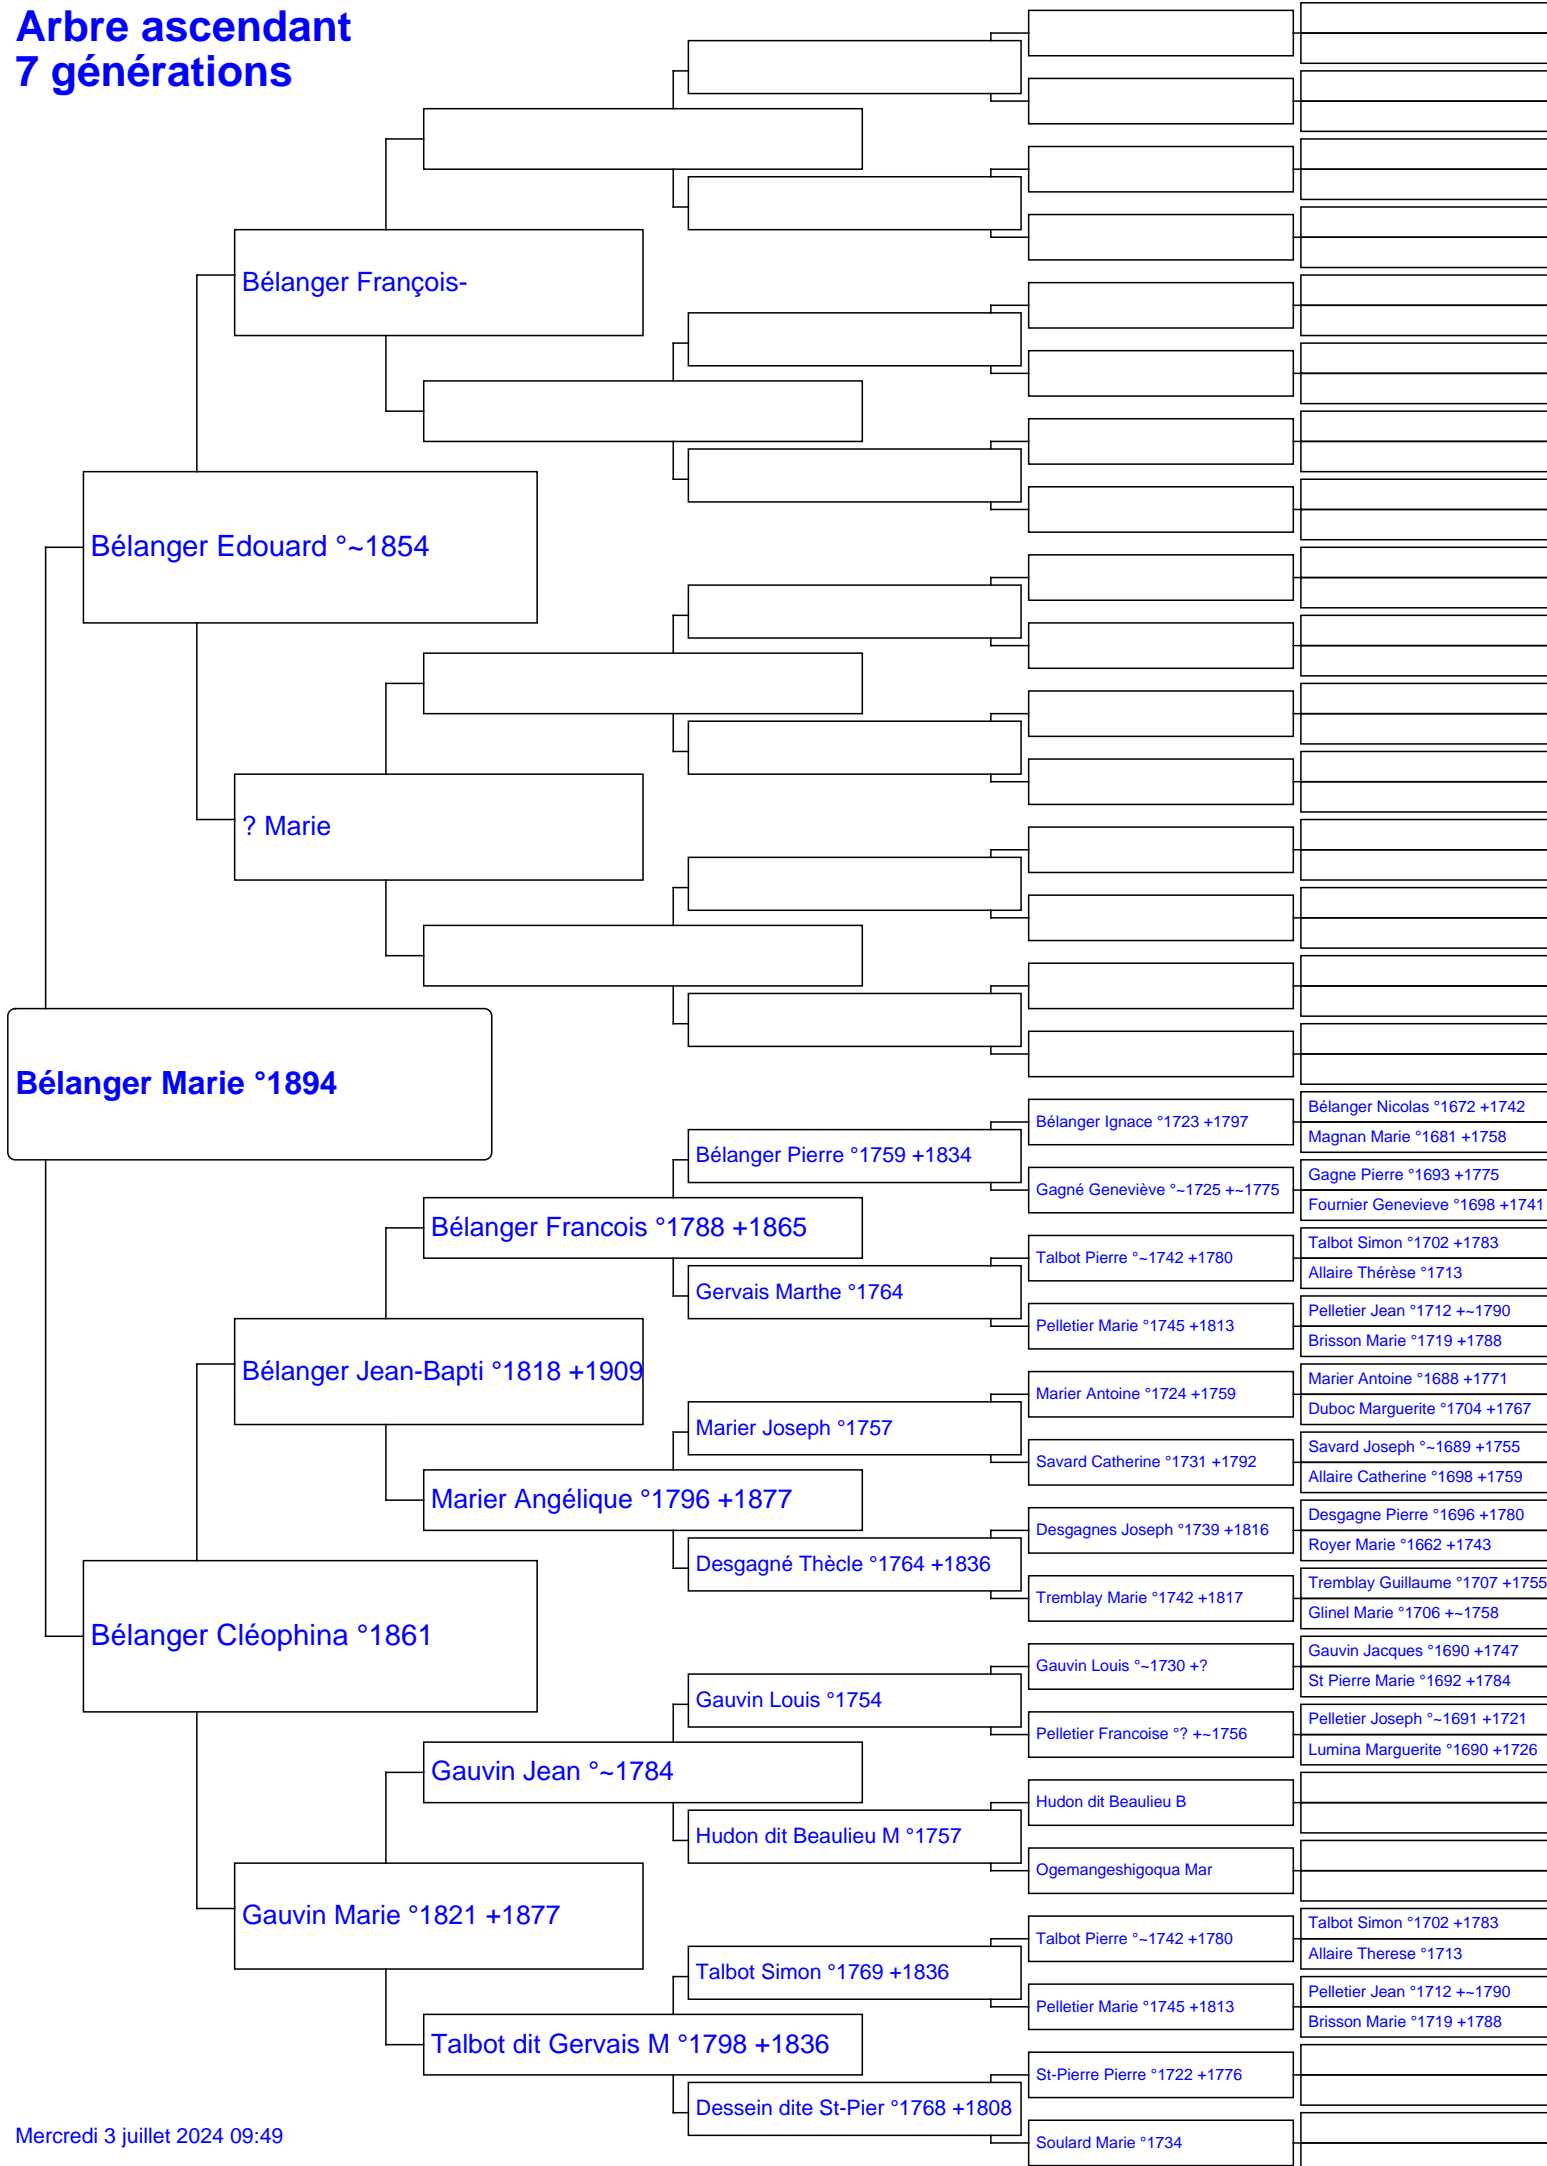 Arbre ascendant
7 générations
Bélanger François-
Bélanger Edouard °~1854
? Marie
Bélanger Marie °1894
Bélanger Nicolas °1672 +1742
Bélanger Ignace °1723 +1797
Magnan Marie °1681 +1758
Bélanger Pierre °1759 +1834
Gagne Pierre °1693 +1775
Gagné Geneviève °~1725 +~1775
Fournier Genevieve °1698 +1741
Bélanger Francois °1788 +1865
Talbot Simon °1702 +1783
Talbot Pierre °~1742 +1780
Allaire Thérèse °1713
Gervais Marthe °1764
Pelletier Jean °1712 +~1790
Pelletier Marie °1745 +1813
Brisson Marie °1719 +1788
Bélanger Jean-Bapti °1818 +1909
Marier Antoine °1688 +1771
Marier Antoine °1724 +1759
Duboc Marguerite °1704 +1767
Marier Joseph °1757
Savard Joseph °~1689 +1755
Savard Catherine °1731 +1792
Allaire Catherine °1698 +1759
Marier Angélique °1796 +1877
Desgagne Pierre °1696 +1780
Desgagnes Joseph °1739 +1816
Royer Marie °1662 +1743
Desgagné Thècle °1764 +1836
Tremblay Guillaume °1707 +1755
Tremblay Marie °1742 +1817
Glinel Marie °1706 +~1758
Bélanger Cléophina °1861
Gauvin Jacques °1690 +1747
Gauvin Louis °~1730 +?
St Pierre Marie °1692 +1784
Gauvin Louis °1754
Pelletier Joseph °~1691 +1721
Pelletier Francoise °? +~1756
Lumina Marguerite °1690 +1726
Gauvin Jean °~1784
Hudon dit Beaulieu B
Hudon dit Beaulieu M °1757
Ogemangeshigoqua Mar
Gauvin Marie °1821 +1877
Talbot Simon °1702 +1783
Talbot Pierre °~1742 +1780
Allaire Therese °1713
Talbot Simon °1769 +1836
Pelletier Jean °1712 +~1790
Pelletier Marie °1745 +1813
Brisson Marie °1719 +1788
Talbot dit Gervais M °1798 +1836
St-Pierre Pierre °1722 +1776
Dessein dite St-Pier °1768 +1808
Soulard Marie °1734
Mercredi 3 juillet 2024 09:49